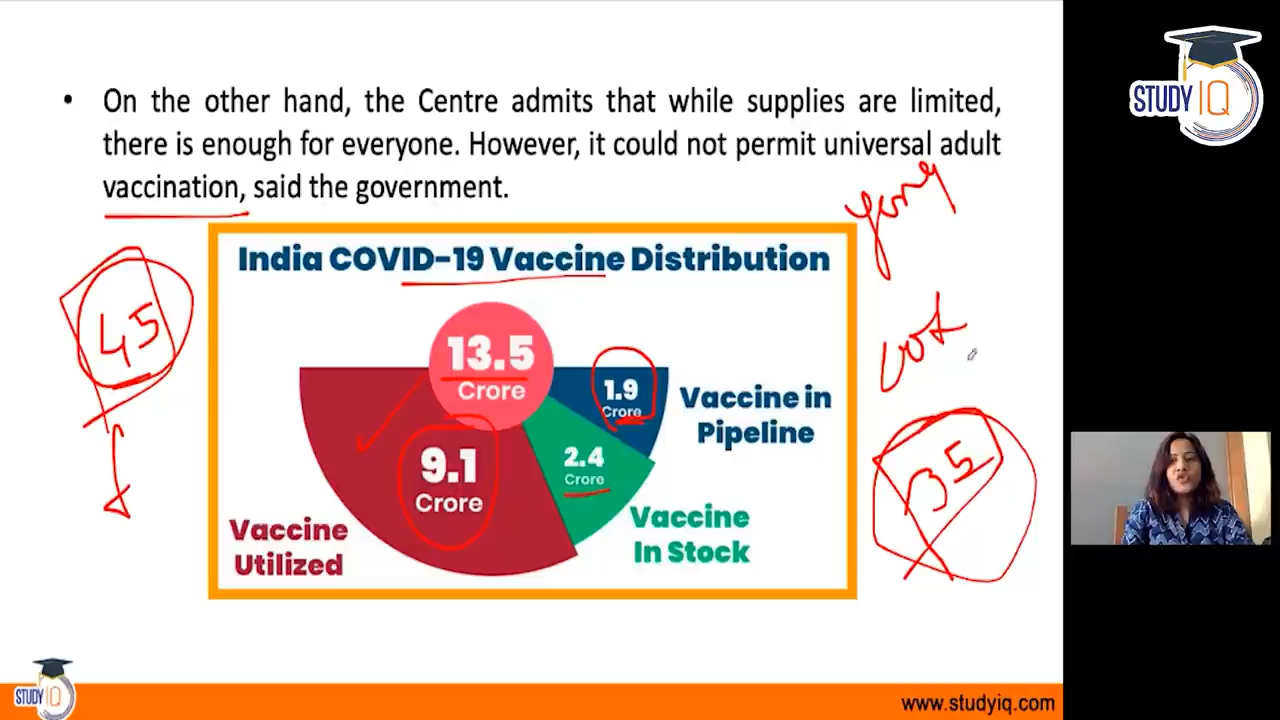 STUDY IQ
• On the other hand, the Centre admits that while supplies are limited,
there is enough for everyone. However, it could not permit universal adult
vaccination, said the government.
India COVID-19 Vaccine Distribution
13.5
Crore
1.9
Crore
Vaccine in
Pipeline
9.1
Crore
2.4
Crore
Vaccine
Utilized
Vaccine
In Stock
45
35
STUDY IQ
www.studyiq.com